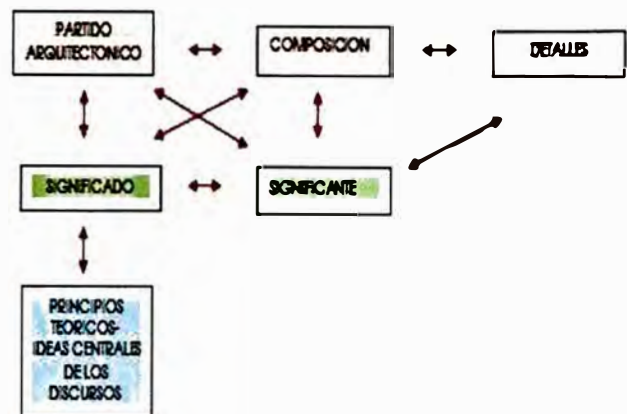 PARTIDO
ARQUITECTONICO
COMPOSICION
DETALLES
SIGNIFICADO
SIGNIFICANTE
PRINCIPIOS
TEORICOS-
IDEAS CENTRALES
DE LOS
DISCURSOS